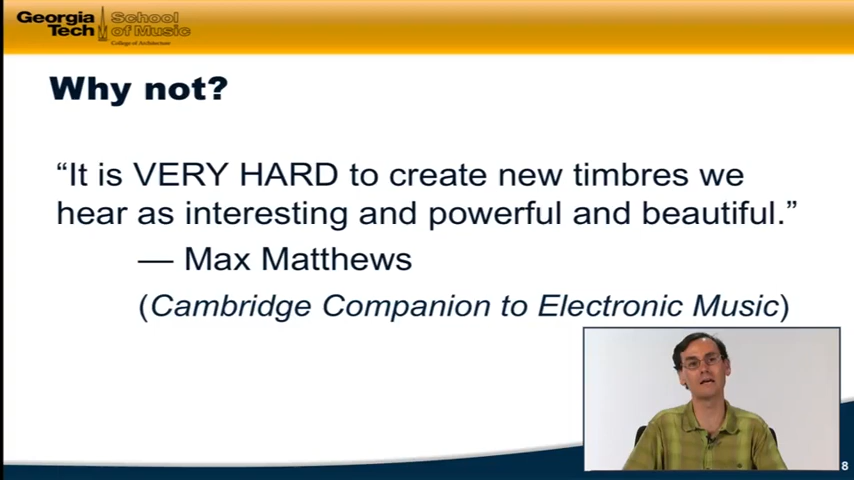 Georgia Tech
School of Music
College of Architecture
Why not?
“It is VERY HARD to create new timbres we
hear as interesting and powerful and beautiful.”
— Max Matthews
(Cambridge Companion to Electronic Music)
8